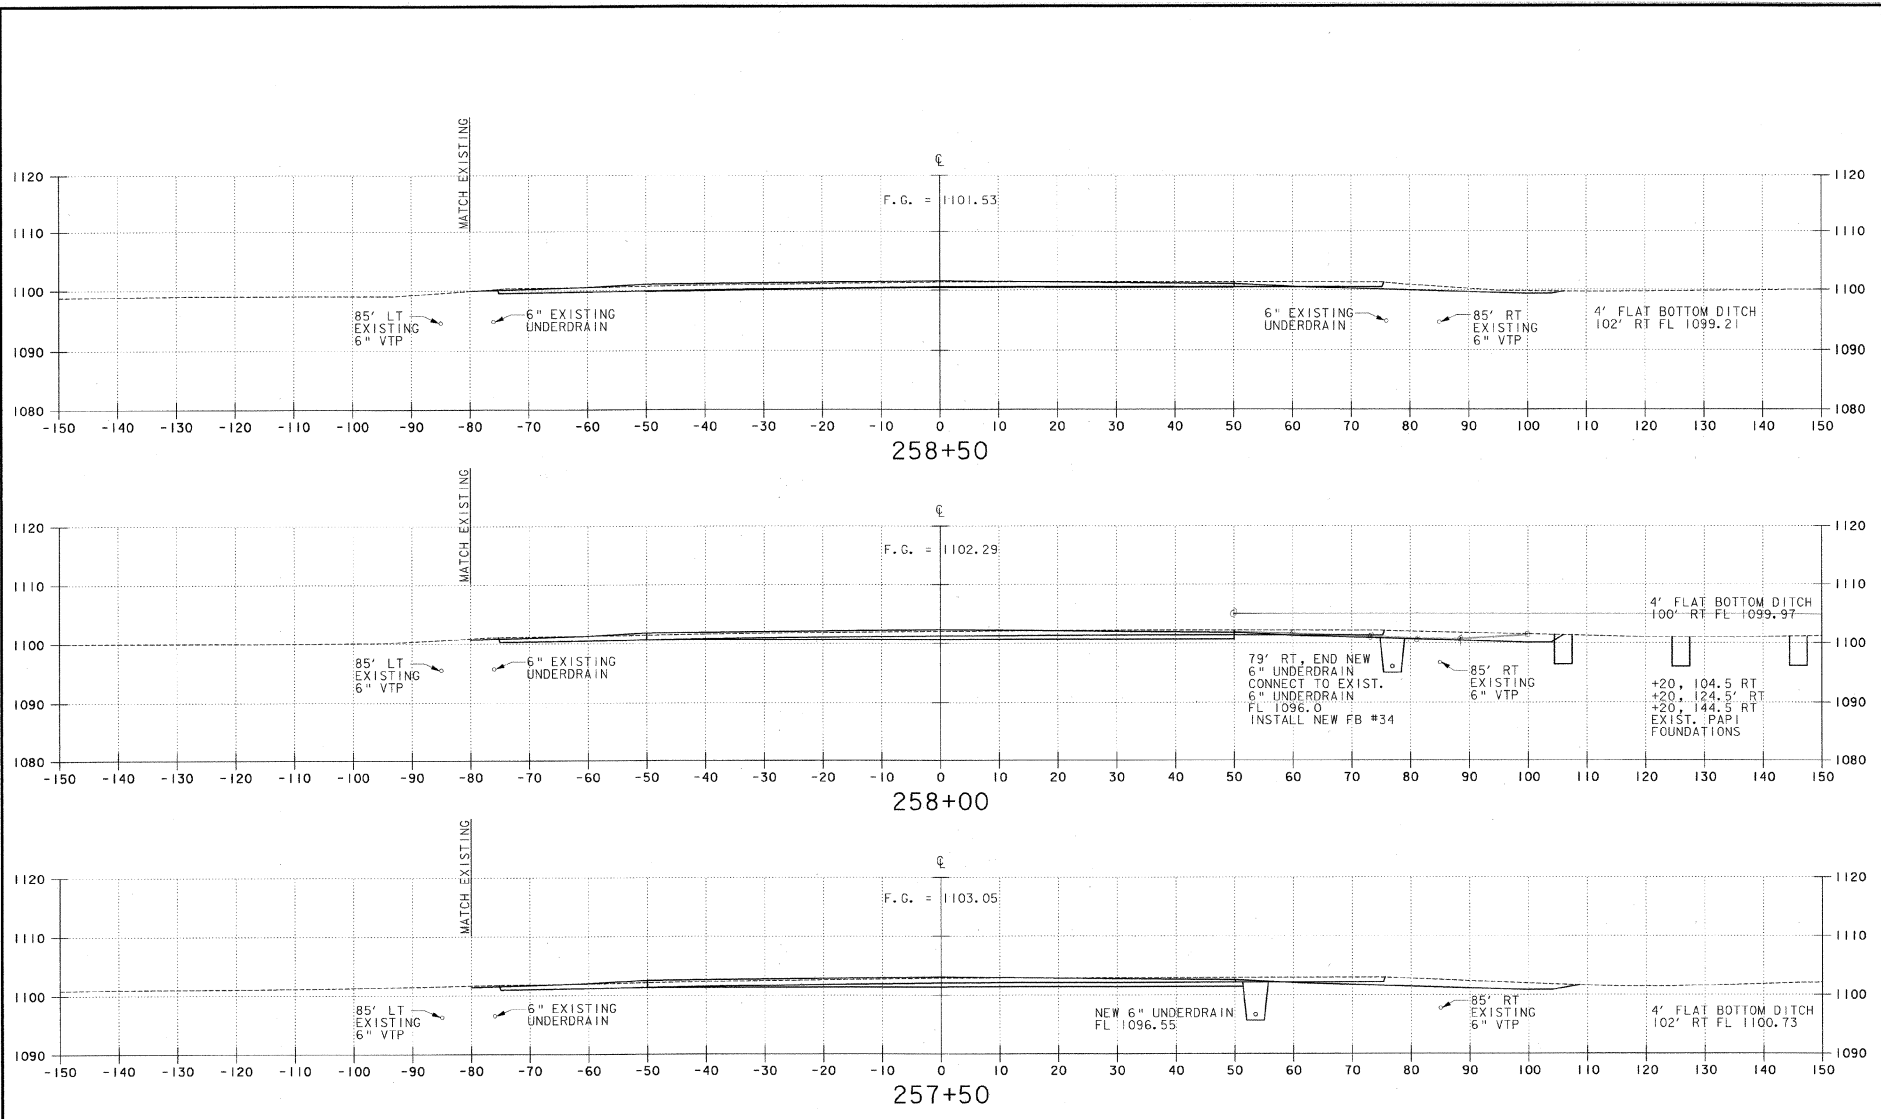 MATCH EXISTING
℄
1120 1120
F.G. = 1101.53
1110 1110
1100 1100
85' LT
EXISTING
6" VTP
6" EXISTING
UNDERDRAIN
6" EXISTING
UNDERDRAIN
85' RT
EXISTING
6" VTP
4' FLAT BOTTOM DITCH
102' RT FL 1099.21
1090 1090
1080 1080
-150 -140 -130 -120 -110 -100 -90 -80 -70 -60 -50 -40 -30 -20 -10 0 10 20 30 40 50 60 70 80 90 100 110 120 130 140 150
258+50
MATCH EXISTING
℄
1120 1120
F.G. = 1102.29
1110 1110
4' FLAT BOTTOM DITCH
100' RT FL 1099.97
1100 1100
85' LT
EXISTING
6" VTP
6" EXISTING
UNDERDRAIN
79' RT, END NEW
6" UNDERDRAIN
CONNECT TO EXIST.
6" UNDERDRAIN
FL 1096.0
INSTALL NEW FB #34
85' RT
EXISTING
6" VTP
+20, 104.5 RT
+20, 124.5' RT
+20, 144.5 RT
EXIST. PAPI
FOUNDATIONS
1090 1090
1080 1080
-150 -140 -130 -120 -110 -100 -90 -80 -70 -60 -50 -40 -30 -20 -10 0 10 20 30 40 50 60 70 80 90 100 110 120 130 140 150
258+00
MATCH EXISTING
℄
1120 1120
F.G. = 1103.05
1110 1110
1100 1100
85' LT
EXISTING
6" VTP
6" EXISTING
UNDERDRAIN
NEW 6" UNDERDRAIN
FL 1096.55
85' RT
EXISTING
6" VTP
4' FLAT BOTTOM DITCH
102' RT FL 1100.73
1090 1090
-150 -140 -130 -120 -110 -100 -90 -80 -70 -60 -50 -40 -30 -20 -10 0 10 20 30 40 50 60 70 80 90 100 110 120 130 140 150
257+50